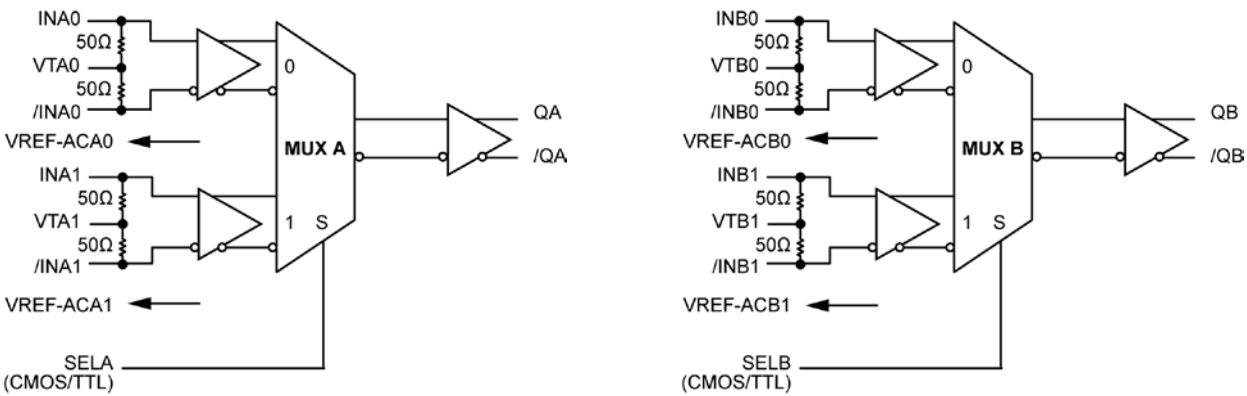 INA0
50Ω
VTA0
50Ω
/INA0
VREF-ACA0
INA1
50Ω
VTA1
50Ω
/INA1
VREF-ACA1
SELA
(CMOS/TTL)
0
MUX A
1 S
QA
/QA
INB0
50Ω
VTB0
50Ω
/INB0
VREF-ACB0
INB1
50Ω
VTB1
50Ω
/INB1
VREF-ACB1
SELB
(CMOS/TTL)
0
MUX B
1 S
QB
/QB